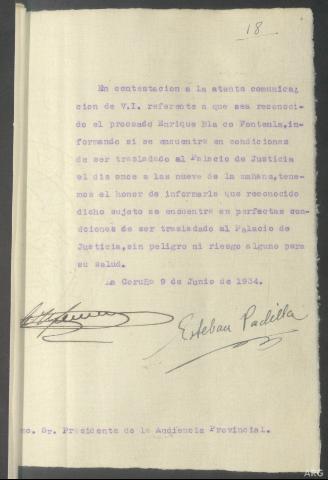 18
En contestacion a la atenta comunica-
cion de V.I. referente a que sea reconoci-
do el procesado Enrique Bla co Fontenla,in-
formando si se encuentra en condiciones
de ser trasladado al Palacio de Justicia
el dia once a las nueve de la mañana,tene-
mos el honor de informarle que reconocido
dicho sujeto se encuentra en perfectas con-
diciones de ser trasladado al Palacio de
Justicia,sin peligro ni riesgo alguno para
su salud.
La Coruña 9 de Junio de 1934.
Esteban Padilla
mo. Sr. Presidente de la Audiencia Provincial.
ARG